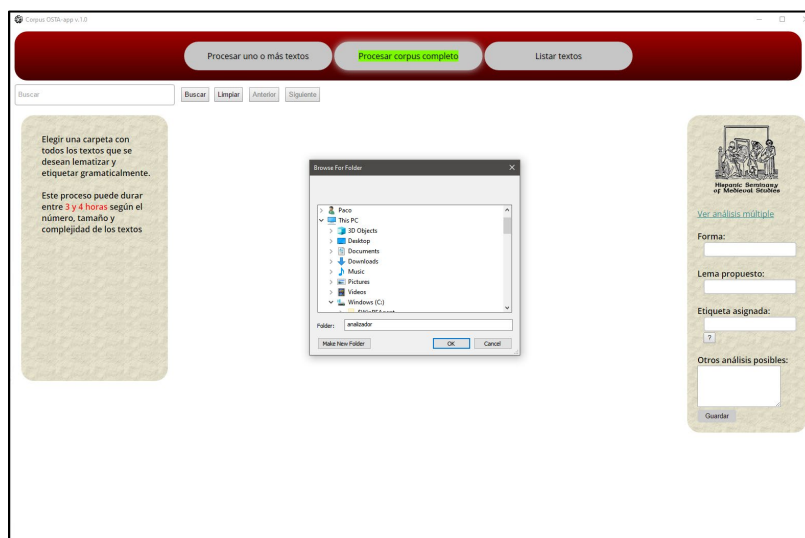 Corpus OSTA-app v.1.0
Procesar uno o más textos
Procesar corpus completo
Listar textos
Buscar
Buscar
Limpiar
Anterior
Siguiente
Elegir una carpeta con
todos los textos que se
desean lematizar y
etiquetar gramaticalmente.
Este proceso puede durar
entre 3 y 4 horas según el
número, tamaño y
complejidad de los textos
Browse For Folder
Paco
This PC
3D Objects
Desktop
Documents
Downloads
Music
Pictures
Videos
Windows (C:)
Folder:
analizador
Make New Folder
OK
Cancel
Hispanic Seminary
of Medieval Studies
Ver análisis múltiple
Forma:
Lema propuesto:
Etiqueta asignada:
?
Otros análisis posibles:
Guardar